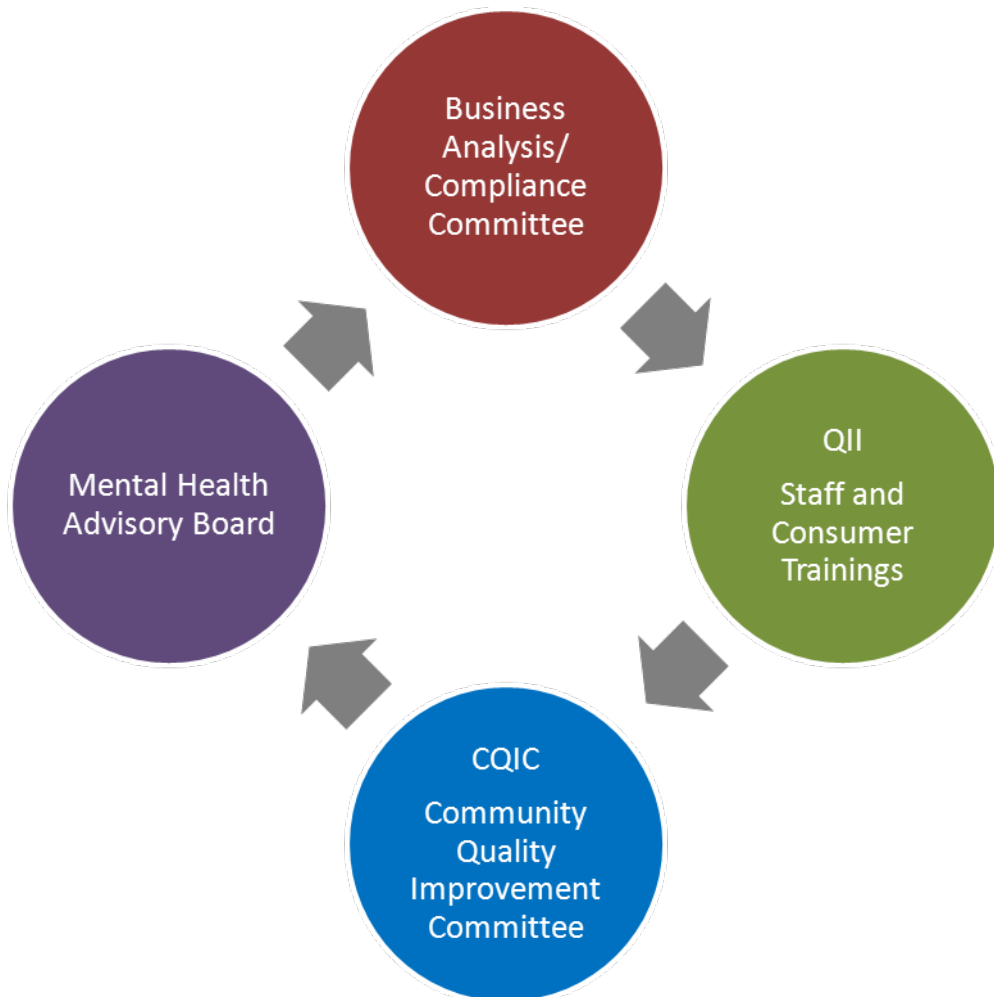 Business
Analysis/
Compliance
Committee
QII
Staff and
Consumer
Trainings
Mental Health
Advisory Board
CQIC
Community
Quality
Improvement
Committee